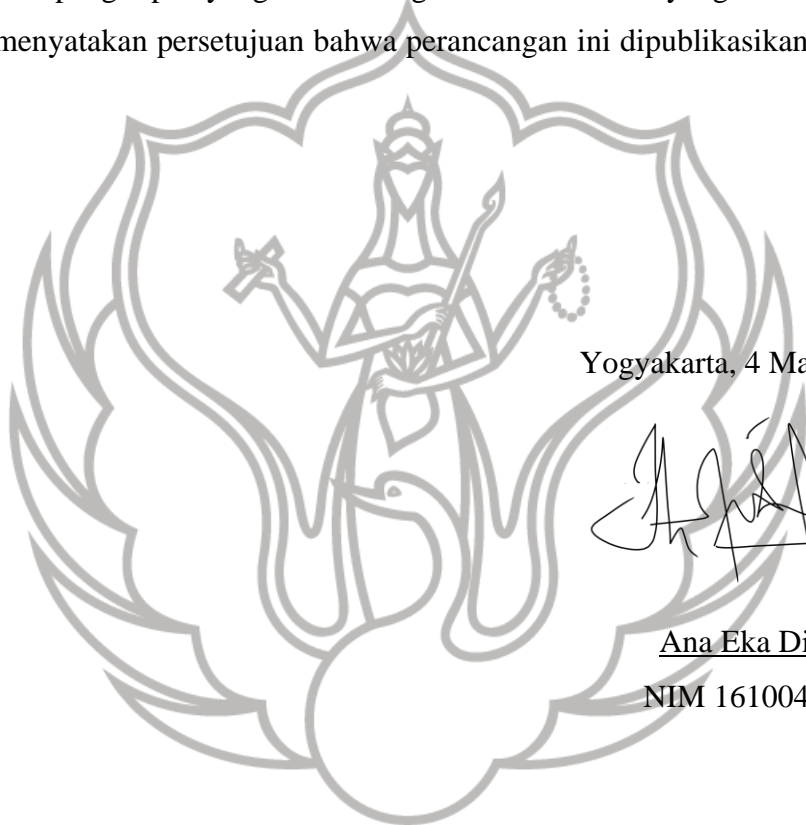 menyatakan persetujuan bahwa perancangan ini dipublikasikan
Yogyakarta, 4 Ma
Ana Eka Di
NIM 161004